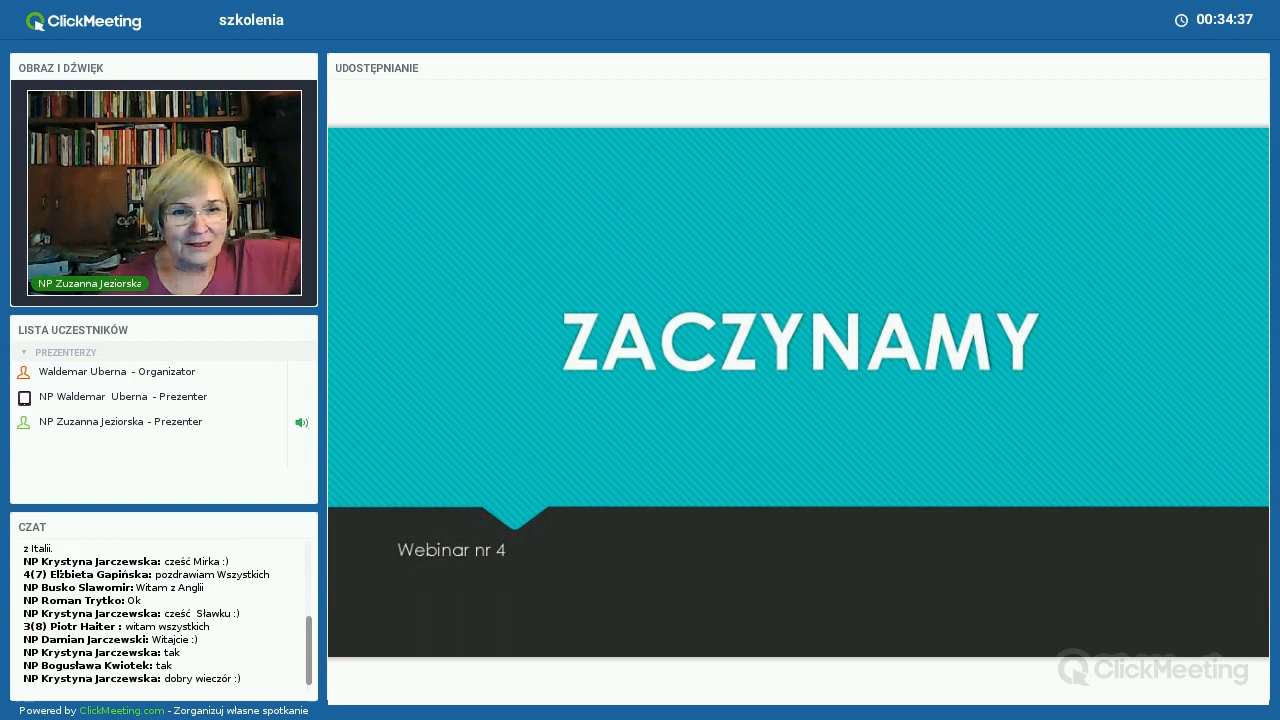 ClickMeeting
szkolenia
00:34:37
OBRAZ I DŹWIĘK
NP Zuzanna Jeziorska
LISTA UCZESTNIKÓW
PREZENTERZY
Waldemar Uberna - Organizator
NP Waldemar Uberna - Prezenter
NP Zuzanna Jeziorska - Prezenter
CZAT
z Italii.
NP Krystyna Jarczewska: cześć Mirka :)
4(7) Elżbieta Gapińska: pozdrawiam Wszystkich
NP Busko Slawomir: Witam z Anglii
NP Roman Trytko: Ok
NP Krystyna Jarczewska: cześć Sławku :)
3(8) Piotr Haiter : witam wszystkich
NP Damian Jarczewski: Witajcie :)
NP Krystyna Jarczewska: tak
NP Bogusława Kwiotek: tak
NP Krystyna Jarczewska: dobry wieczór :)
Powered by ClickMeeting.com - Zorganizuj własne spotkanie
UDOSTĘPNIANIE
ZACZYNAMY
Webinar nr 4
ClickMeeting